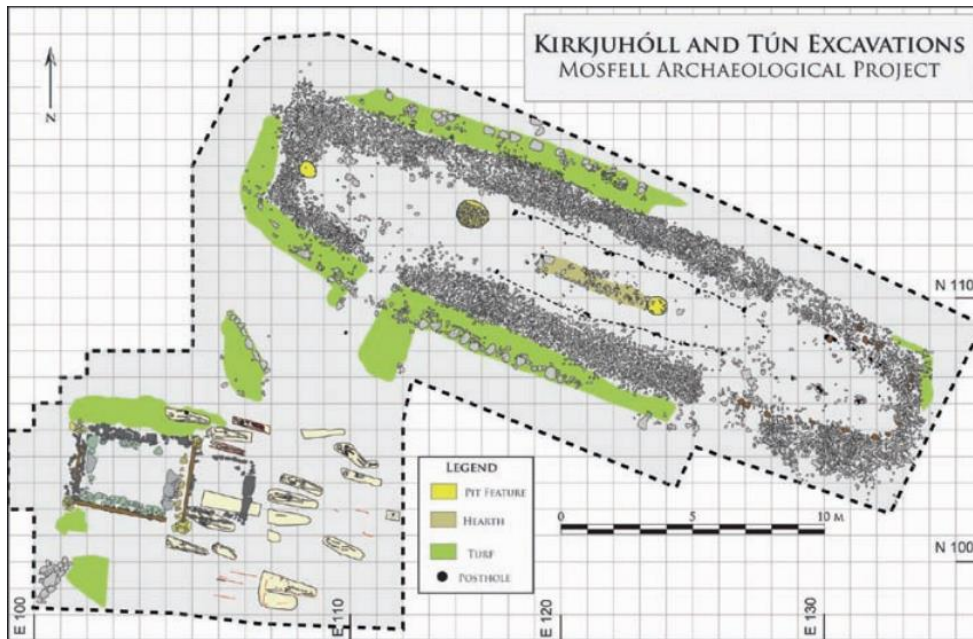 KIRKJUHÓLL AND TÚN EXCAVATIONS
MOSFELL ARCHAEOLOGICAL PROJECT
N
N 110
LEGEND
PIT FEATURE
HEARTH
TURF
POSTHOLE
0 5 10 M
N 100
E 100
E 110
E 120
E 130